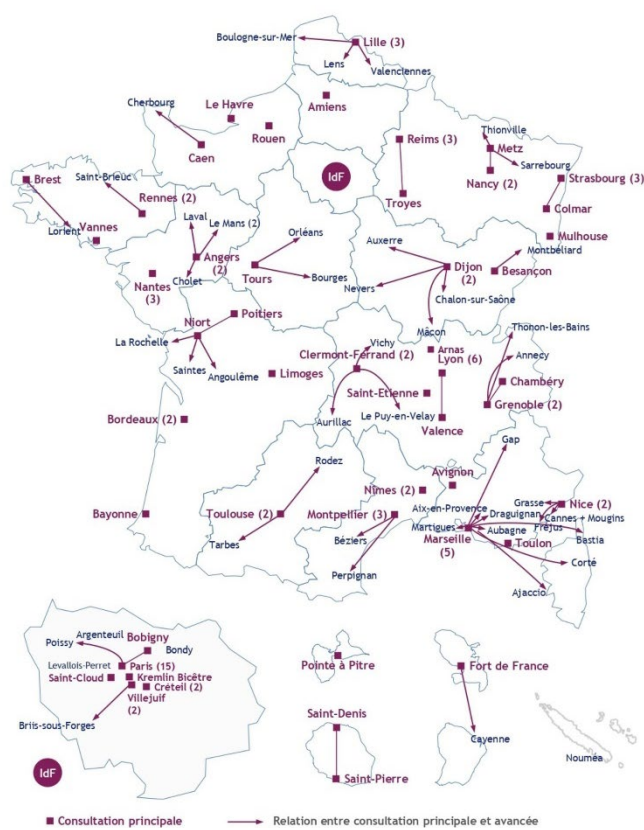 Boulogne-sur-Mer
Lille (3)
Lens
Valenciennes
Cherbourg
Le Havre
Amiens
Rouen
Caen
Reims (3)
Thionville
Metz
Sarrebourg
Nancy (2)
Strasbourg (3)
IdF
Troyes
Colmar
Mulhouse
Brest
Saint-Brieuc
Rennes (2)
Lorient
Vannes
Laval
Le Mans (2)
Angers
(2)
Cholet
Nantes
(3)
Orléans
Tours
Bourges
Auxerre
Dijon
(2)
Nevers
Chalon-sur-Saône
Mâcon
Montbéliard
Besançon
Poitiers
Niort
La Rochelle
Saintes
Angoulême
Limoges
Vichy
Clermont-Ferrand (2)
Arnas
Lyon (6)
Thonon-les-Bains
Annecy
Chambéry
Grenoble (2)
Saint-Etienne
Aurillac
Le Puy-en-Velay
Valence
Bordeaux (2)
Bayonne
Rodez
Toulouse (2)
Tarbes
Nîmes (2)
Montpellier (3)
Béziers
Perpignan
Avignon
Gap
Aix-en-Provence
Draguignan
Martigues
Marseille
(5)
Aubagne
Toulon
Grasse
Nice (2)
Cannes + Mougins
Fréjus
Bastia
Corté
Ajaccio
Argenteuil
Poissy
Bobigny
Bondy
Levallois-Perret
Paris (15)
Saint-Cloud
Kremlin Bicêtre
Créteil (2)
Villejuif
(2)
Briis-sous-Forges
IdF
Pointe à Pitre
Fort de France
Saint-Denis
Saint-Pierre
Cayenne
Nouméa
Consultation principale
Relation entre consultation principale et avancée